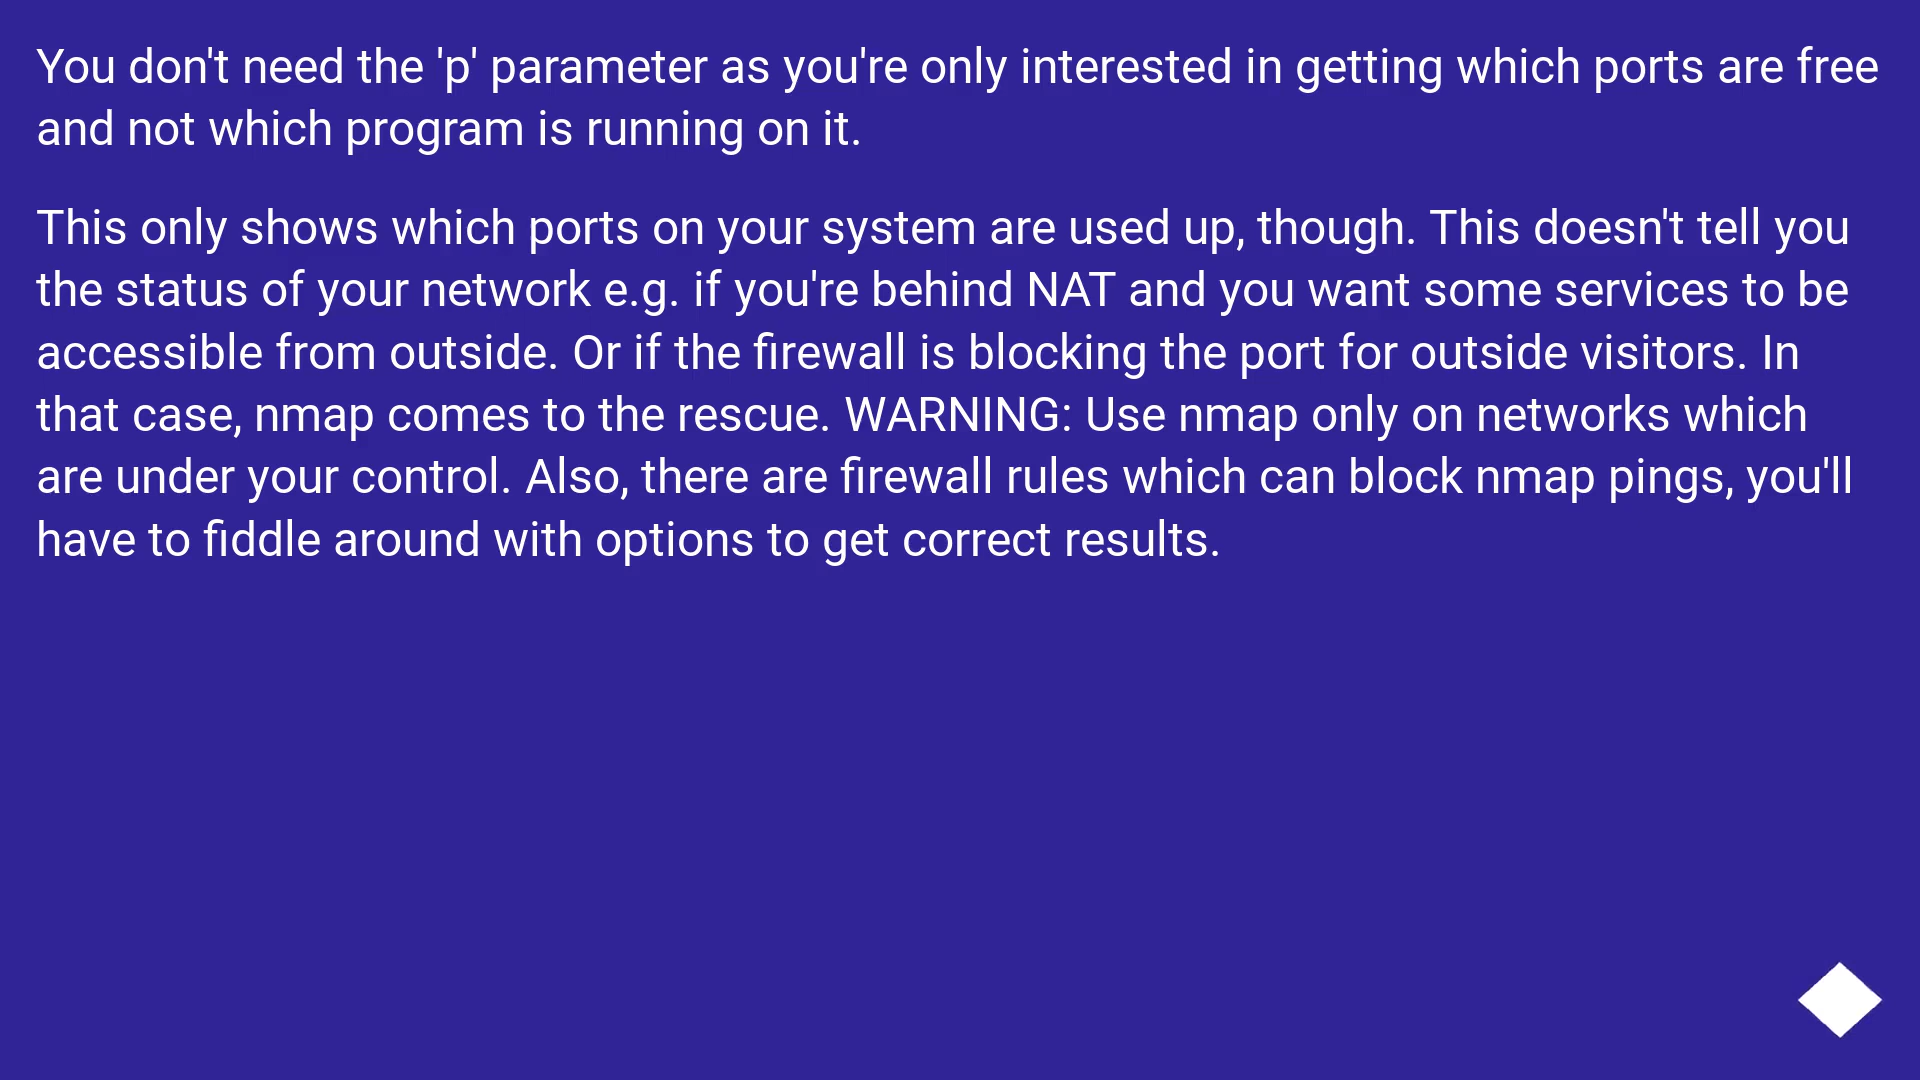 You don't need the 'p' parameter as you're only interested in getting which ports are free
and not which program is running on it.
This only shows which ports on your system are used up, though. This doesn't tell you
the status of your network e.g. if you're behind NAT and you want some services to be
accessible from outside. Or if the firewall is blocking the port for outside visitors. In
that case, nmap comes to the rescue. WARNING: Use nmap only on networks which
are under your control. Also, there are firewall rules which can block nmap pings, you'll
have to fiddle around with options to get correct results.